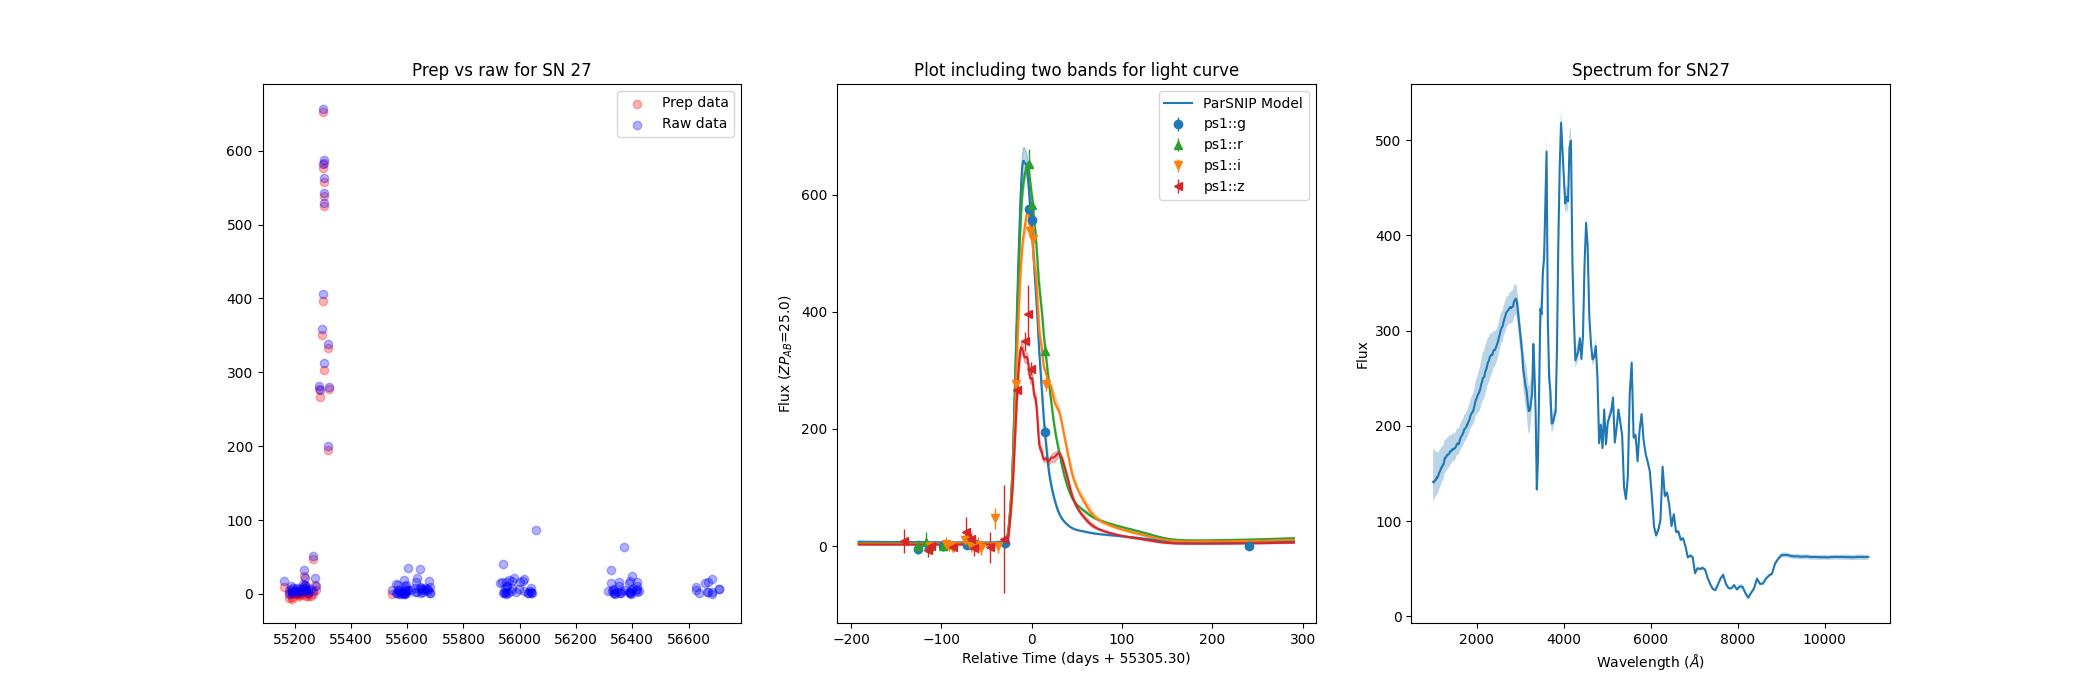 Prep vs raw for SN 27
Prep data
Raw data
600
500
400
300
200
100
0
55200 55400 55600 55800 56000 56200 56400 56600
Plot including two bands for light curve
ParSNIP Model
ps1::g
ps1::r
ps1::i
ps1::z
Flux (ZP_AB=25.0)
600
400
200
0
−200 −100 0 100 200 300
Relative Time (days + 55305.30)
Spectrum for SN27
Flux
500
400
300
200
100
0
2000 4000 6000 8000 10000
Wavelength (Å)